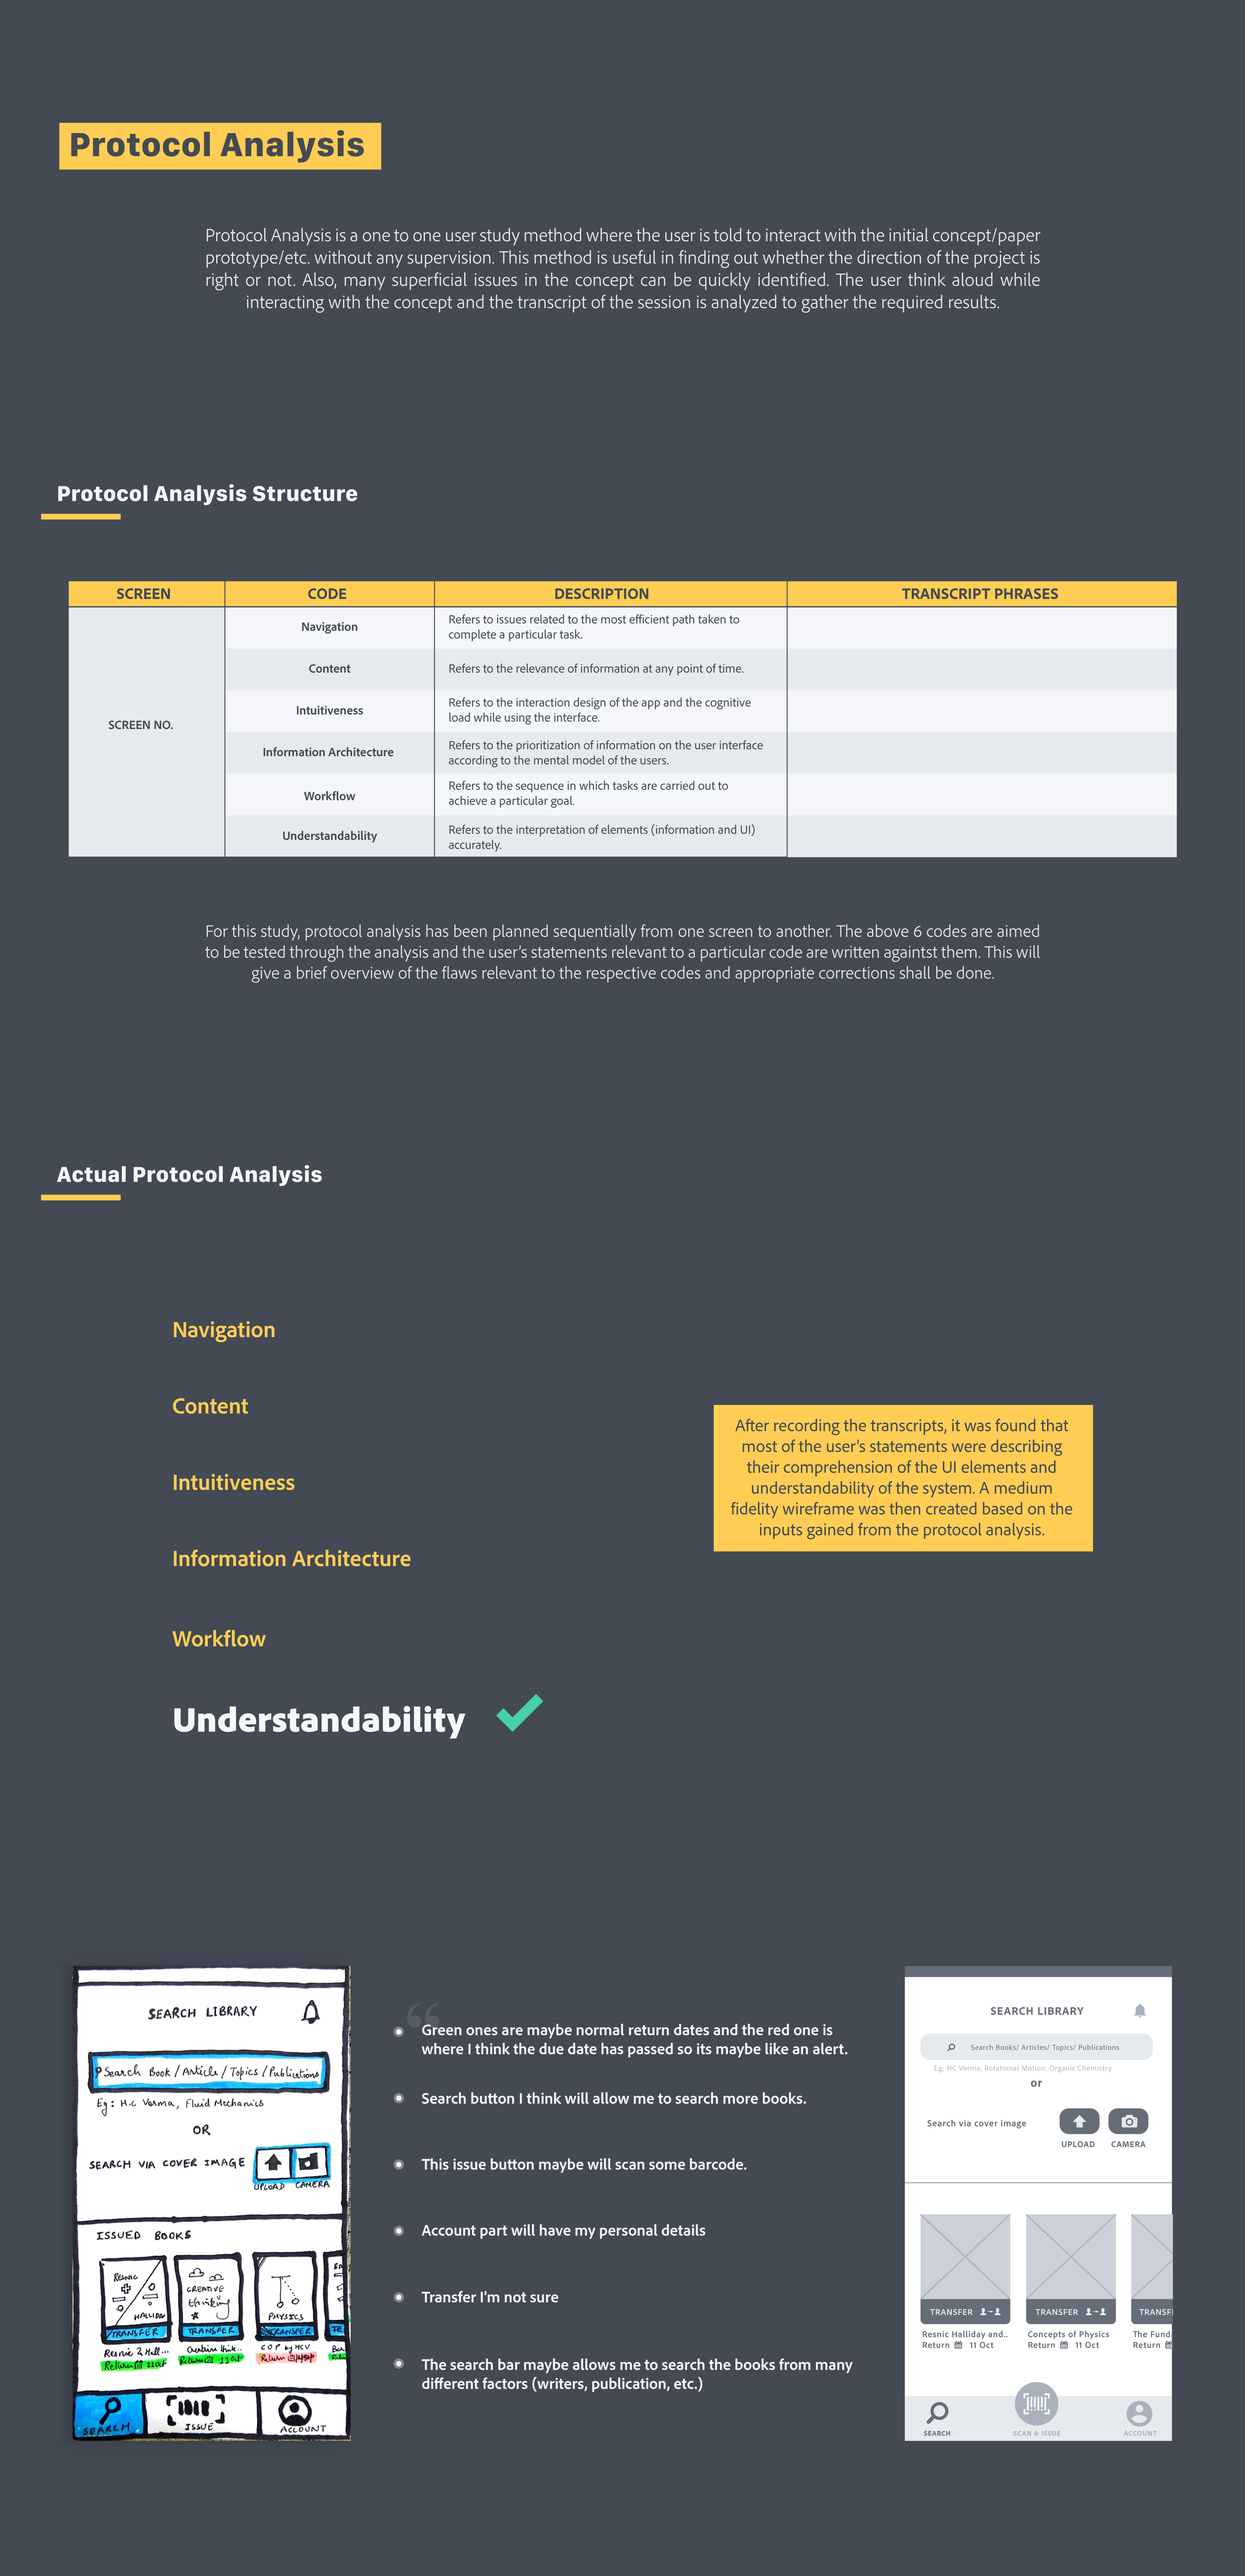 Protocol Analysis
Protocol Analysis is a one to one user study method where the user is told to interact with the initial concept/paper
prototype/etc. without any supervision. This method is useful in finding out whether the direction of the project is
right or not. Also, many superficial issues in the concept can be quickly identified. The user think aloud while
interacting with the concept and the transcript of the session is analyzed to gather the required results.
Protocol Analysis Structure
SCREEN CODE DESCRIPTION TRANSCRIPT PHRASES
SCREEN NO.
Navigation
Refers to issues related to the most efficient path taken to
complete a particular task.
Content
Refers to the relevance of information at any point of time.
Intuitiveness
Refers to the interaction design of the app and the cognitive
load while using the interface.
Information Architecture
Refers to the prioritization of information on the user interface
according to the mental model of the users.
Workflow
Refers to the sequence in which tasks are carried out to
achieve a particular goal.
Understandability
Refers to the interpretation of elements (information and UI)
accurately.
For this study, protocol analysis has been planned sequentially from one screen to another. The above 6 codes are aimed
to be tested through the analysis and the user's statements relevant to a particular code are written againtst them. This will
give a brief overview of the flaws relevant to the respective codes and appropriate corrections shall be done.
Actual Protocol Analysis
Navigation
Content
Intuitiveness
Information Architecture
Workflow
Understandability
After recording the transcripts, it was found that
most of the user's statements were describing
their comprehension of the UI elements and
understandability of the system. A medium
fidelity wireframe was then created based on the
inputs gained from the protocol analysis.
SEARCH LIBRARY
Search Book / Article / Topics / Publications
Eg: H.C Verma, Fluid Mechanics
OR
SEARCH VIA COVER IMAGE
UPLOAD CAMERA
ISSUED BOOKS
RESNIC
HALLIDAY
CREATIVE
thinking
PHYSICS
TRANSFER TRANSFER TRANSFER
Resnic & Hall...
Creative think..
C.O.P by HCV
Return
Return
Return
SEARCH
ISSUE
ACCOUNT
“
Green ones are maybe normal return dates and the red one is
where I think the due date has passed so its maybe like an alert.
Search button I think will allow me to search more books.
This issue button maybe will scan some barcode.
Account part will have my personal details
Transfer I'm not sure
The search bar maybe allows me to search the books from many
different factors (writers, publication, etc.)
SEARCH LIBRARY
Search Books/ Articles/ Topics/ Publications
Eg: HC Verma, Rotational Motion, Organic Chemistry
or
Search via cover image
UPLOAD CAMERA
TRANSFER TRANSFER TRANSF
Resnic Halliday and.. Concepts of Physics The Fund
Return 11 Oct Return 11 Oct Return
SEARCH SCAN & ISSUE ACCOUNT